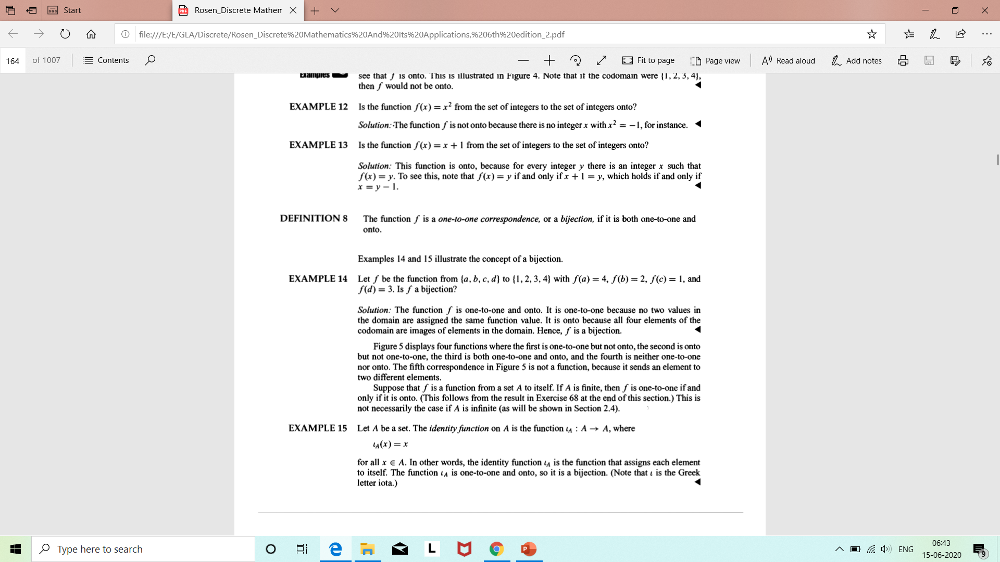 Start
Rosen_Discrete Mathem
file:///E:/E/GLA/Discrete/Rosen_Discrete%20Mathematics%20And%20Its%20Applications,%206th%20edition_2.pdf
164 of 1007 Contents Fit to page Page view Read aloud Add notes
Examples see that f is onto. This is illustrated in Figure 4. Note that if the codomain were {1, 2, 3, 4},
then f would not be onto.
EXAMPLE 12 Is the function f(x) = x² from the set of integers to the set of integers onto?
Solution: The function f is not onto because there is no integer x with x² = −1, for instance.
EXAMPLE 13 Is the function f(x) = x + 1 from the set of integers to the set of integers onto?
Solution: This function is onto, because for every integer y there is an integer x such that
f(x) = y. To see this, note that f(x) = y if and only if x + 1 = y, which holds if and only if
x = y − 1.
DEFINITION 8 The function f is a one-to-one correspondence, or a bijection, if it is both one-to-one and
onto.
Examples 14 and 15 illustrate the concept of a bijection.
EXAMPLE 14 Let f be the function from {a, b, c, d} to {1, 2, 3, 4} with f(a) = 4, f(b) = 2, f(c) = 1, and
f(d) = 3. Is f a bijection?
Solution: The function f is one-to-one and onto. It is one-to-one because no two values in
the domain are assigned the same function value. It is onto because all four elements of the
codomain are images of elements in the domain. Hence, f is a bijection.
Figure 5 displays four functions where the first is one-to-one but not onto, the second is onto
but not one-to-one, the third is both one-to-one and onto, and the fourth is neither one-to-one
nor onto. The fifth correspondence in Figure 5 is not a function, because it sends an element to
two different elements.
Suppose that f is a function from a set A to itself. If A is finite, then f is one-to-one if and
only if it is onto. (This follows from the result in Exercise 68 at the end of this section.) This is
not necessarily the case if A is infinite (as will be shown in Section 2.4).
EXAMPLE 15 Let A be a set. The identity function on A is the function ιA : A → A, where
ιA(x) = x
for all x ∈ A. In other words, the identity function ιA is the function that assigns each element
to itself. The function ιA is one-to-one and onto, so it is a bijection. (Note that ι is the Greek
letter iota.)
Type here to search
ENG
06:43
15-06-2020
9